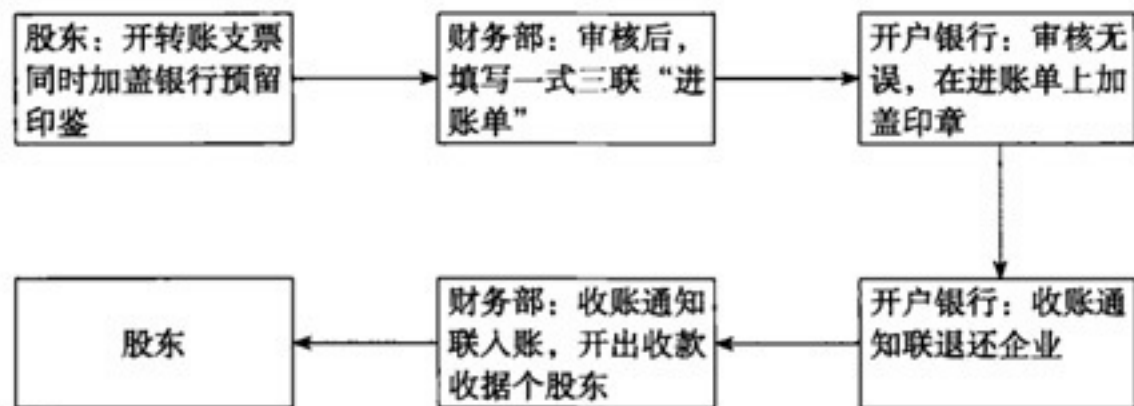 股东：开转账支票
同时加盖银行预留
印鉴
财务部：审核后，
填写一式三联“进
账单”
开户银行：审核无
误，在进账单上加
盖印章
开户银行：收账通
知联退还企业
财务部：收账通知
联入账，开出收款
收据个股东
股东